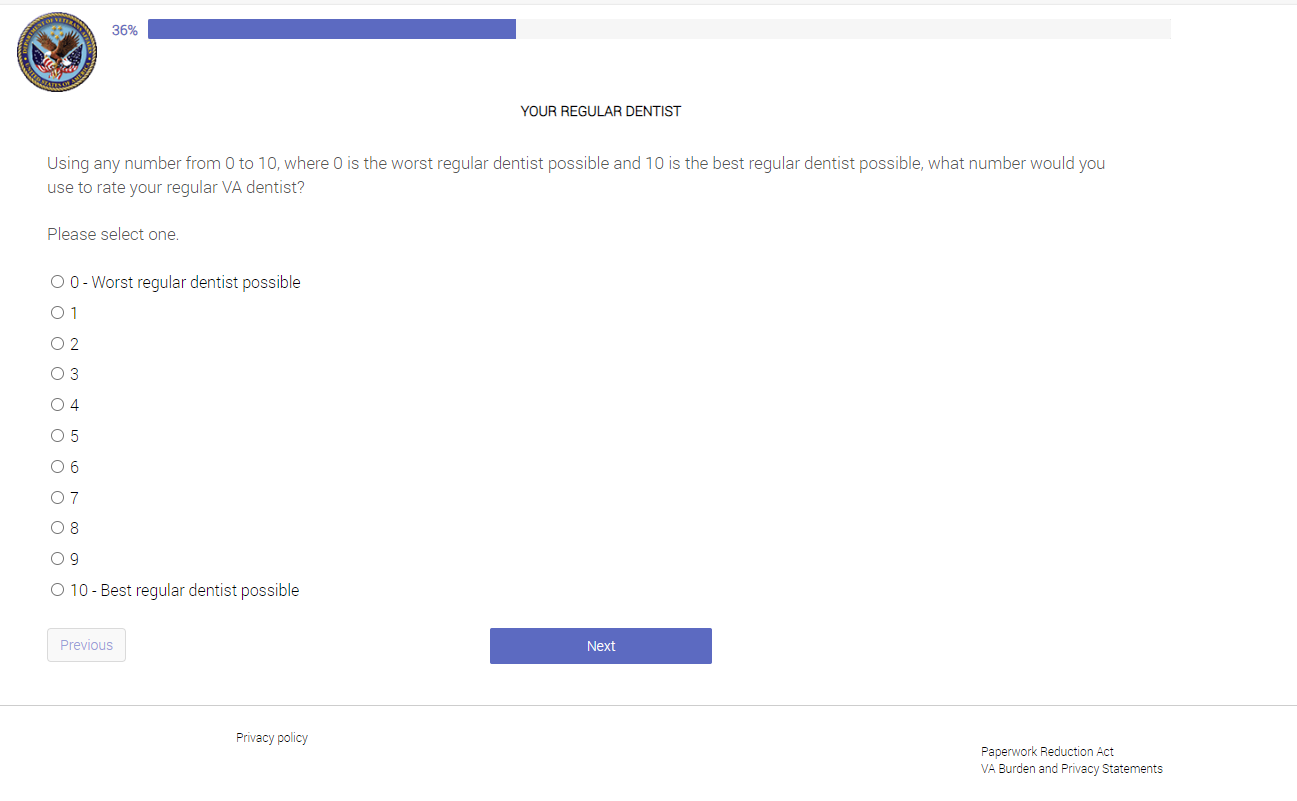 36%
YOUR REGULAR DENTIST
Using any number from 0 to 10, where 0 is the worst regular dentist possible and 10 is the best regular dentist possible, what number would you
use to rate your regular VA dentist?
Please select one.
0 - Worst regular dentist possible
1
2
3
4
5
6
7
8
9
10 - Best regular dentist possible
Previous
Next
Privacy policy
Paperwork Reduction Act
VA Burden and Privacy Statements